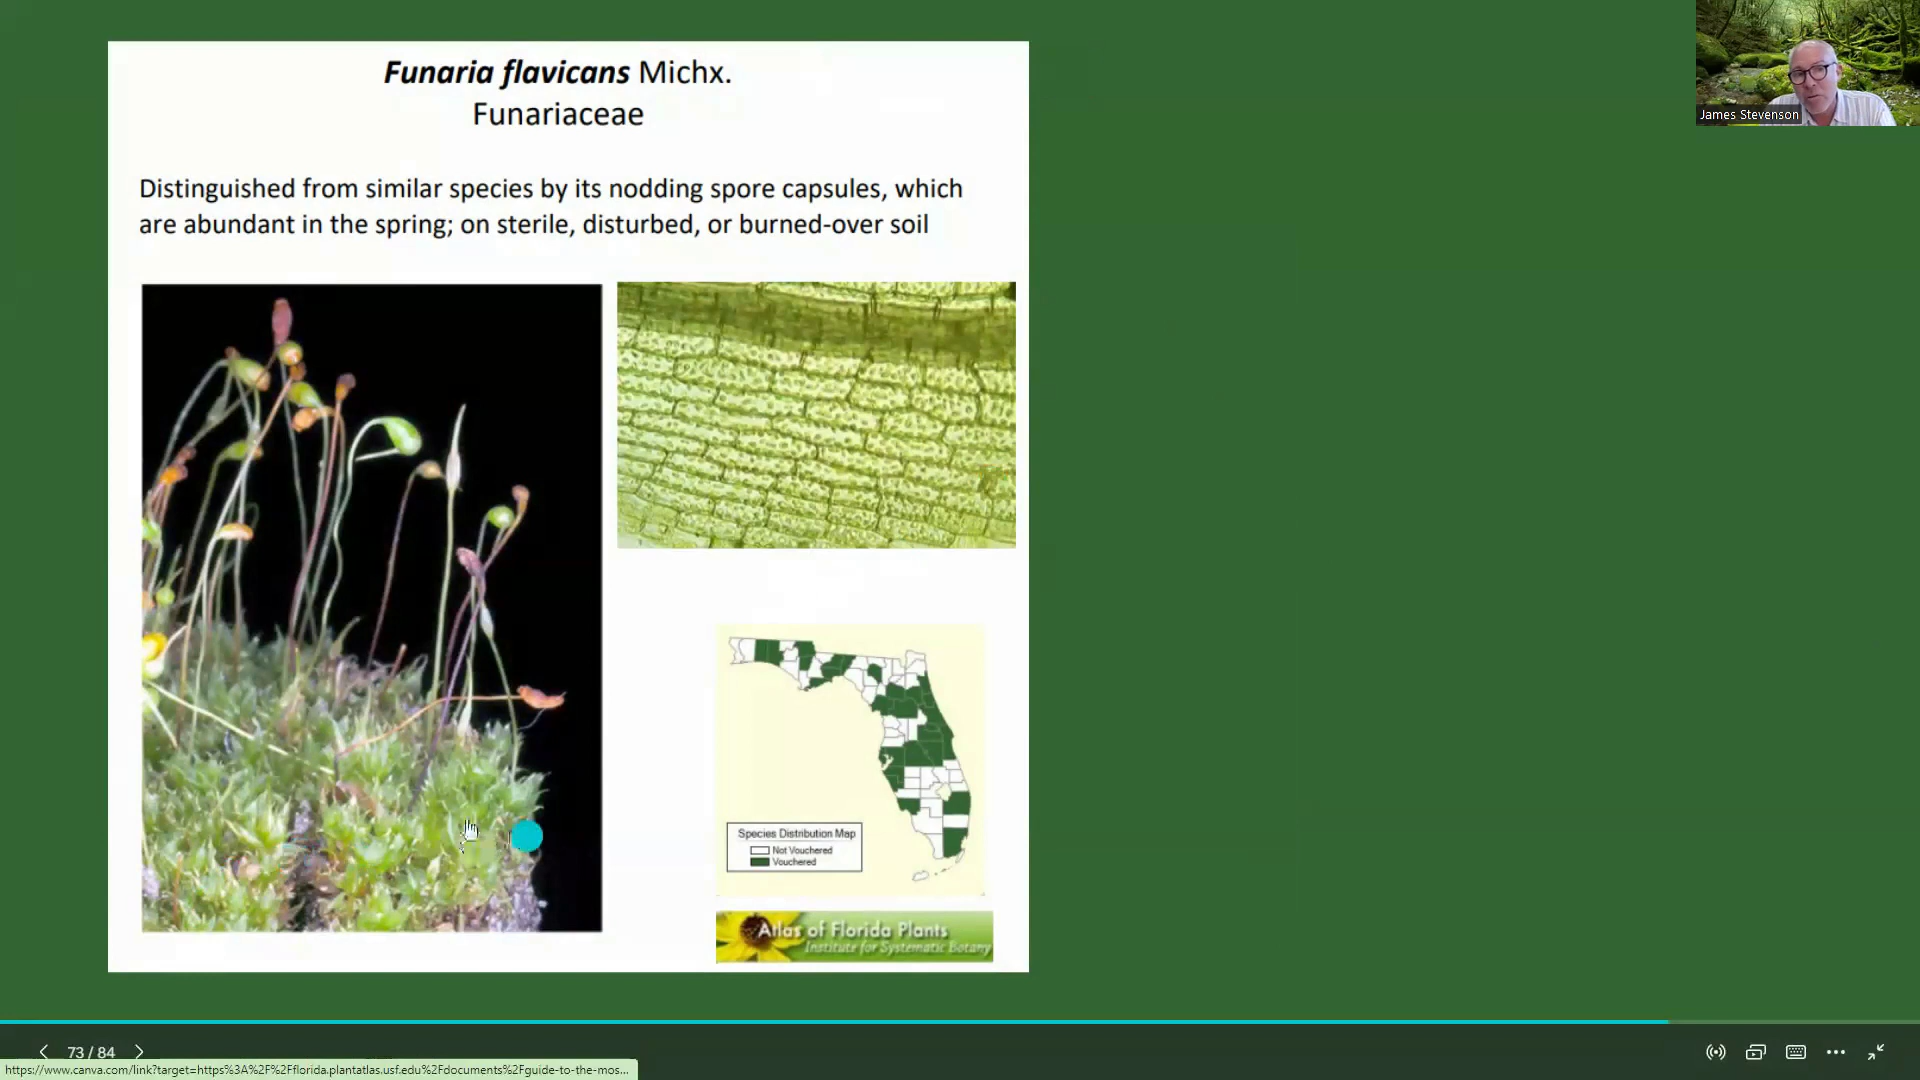 Funaria flavicans Michx.
Funariaceae
James Stevenson
Distinguished from similar species by its nodding spore capsules, which
are abundant in the spring; on sterile, disturbed, or burned-over soil
Species Distribution Map
Not Vouchered
Vouchered
Atlas of Florida Plants
Institute for Systematic Botany
73 / 84
https://www.canva.com/link?target=https%3A%2F%2Fflorida.plantatlas.usf.edu%2Fdocuments%2Fguide-to-the-mos...